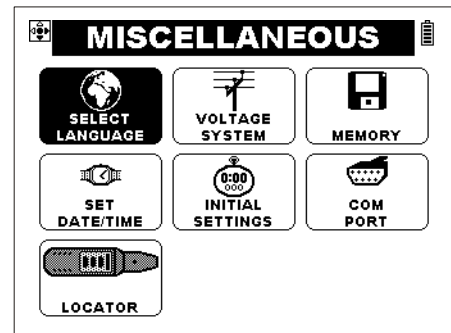 MISCELLANEOUS
SELECT
LANGUAGE
VOLTAGE
SYSTEM
MEMORY
SET
DATE/TIME
0:00
000
INITIAL
SETTINGS
COM
PORT
LOCATOR